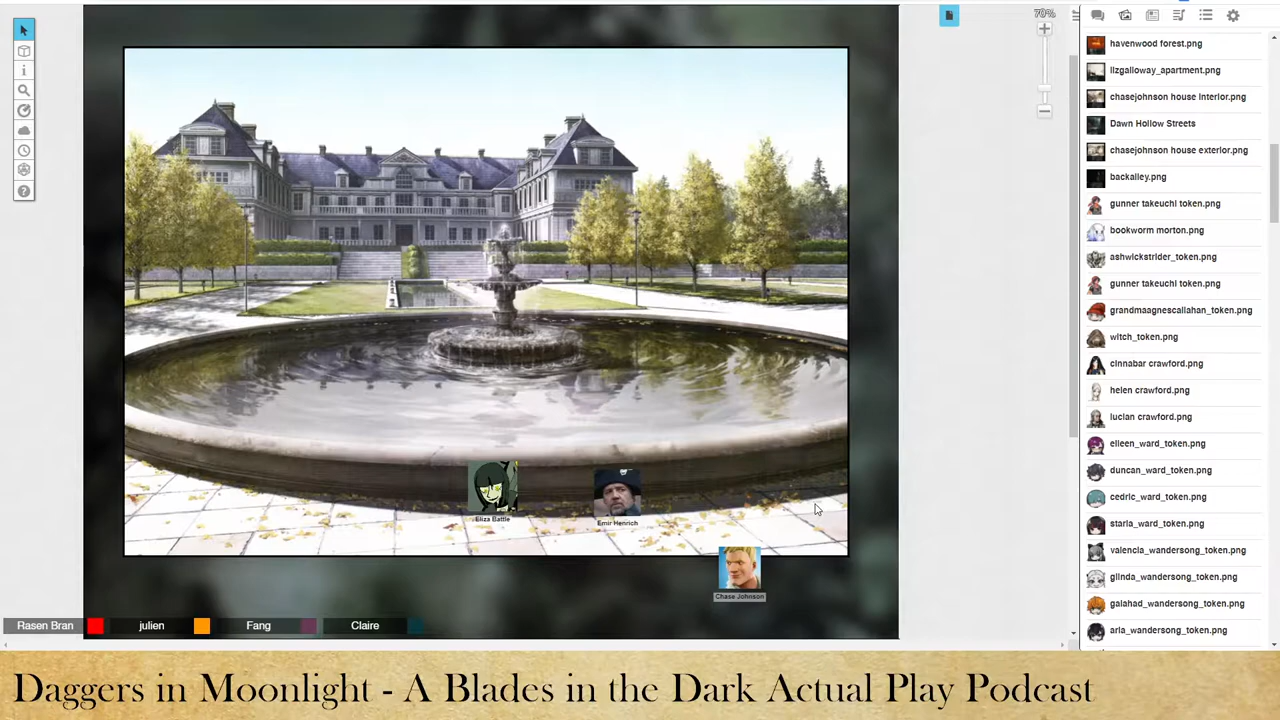 70%
havenwood forest.png
lizgalloway_apartment.png
chasejohnson house interior.png
Dawn Hollow Streets
chasejohnson house exterior.png
backalley.png
gunner takeuchi token.png
bookworm morton.png
ashwickstrider_token.png
gunner takeuchi token.png
grandmaagnescallahan_token.png
witch_token.png
cinnabar crawford.png
helen crawford.png
lucian crawford.png
eileen_ward_token.png
duncan_ward_token.png
cedric_ward_token.png
starla_ward_token.png
valencia_wandersong_token.png
glinda_wandersong_token.png
galahad_wandersong_token.png
aria_wandersong_token.png
Eliza Battle
Emir Henrich
Chase Johnson
Rasen Bran
julien
Fang
Claire
Daggers in Moonlight - A Blades in the Dark Actual Play Podcast